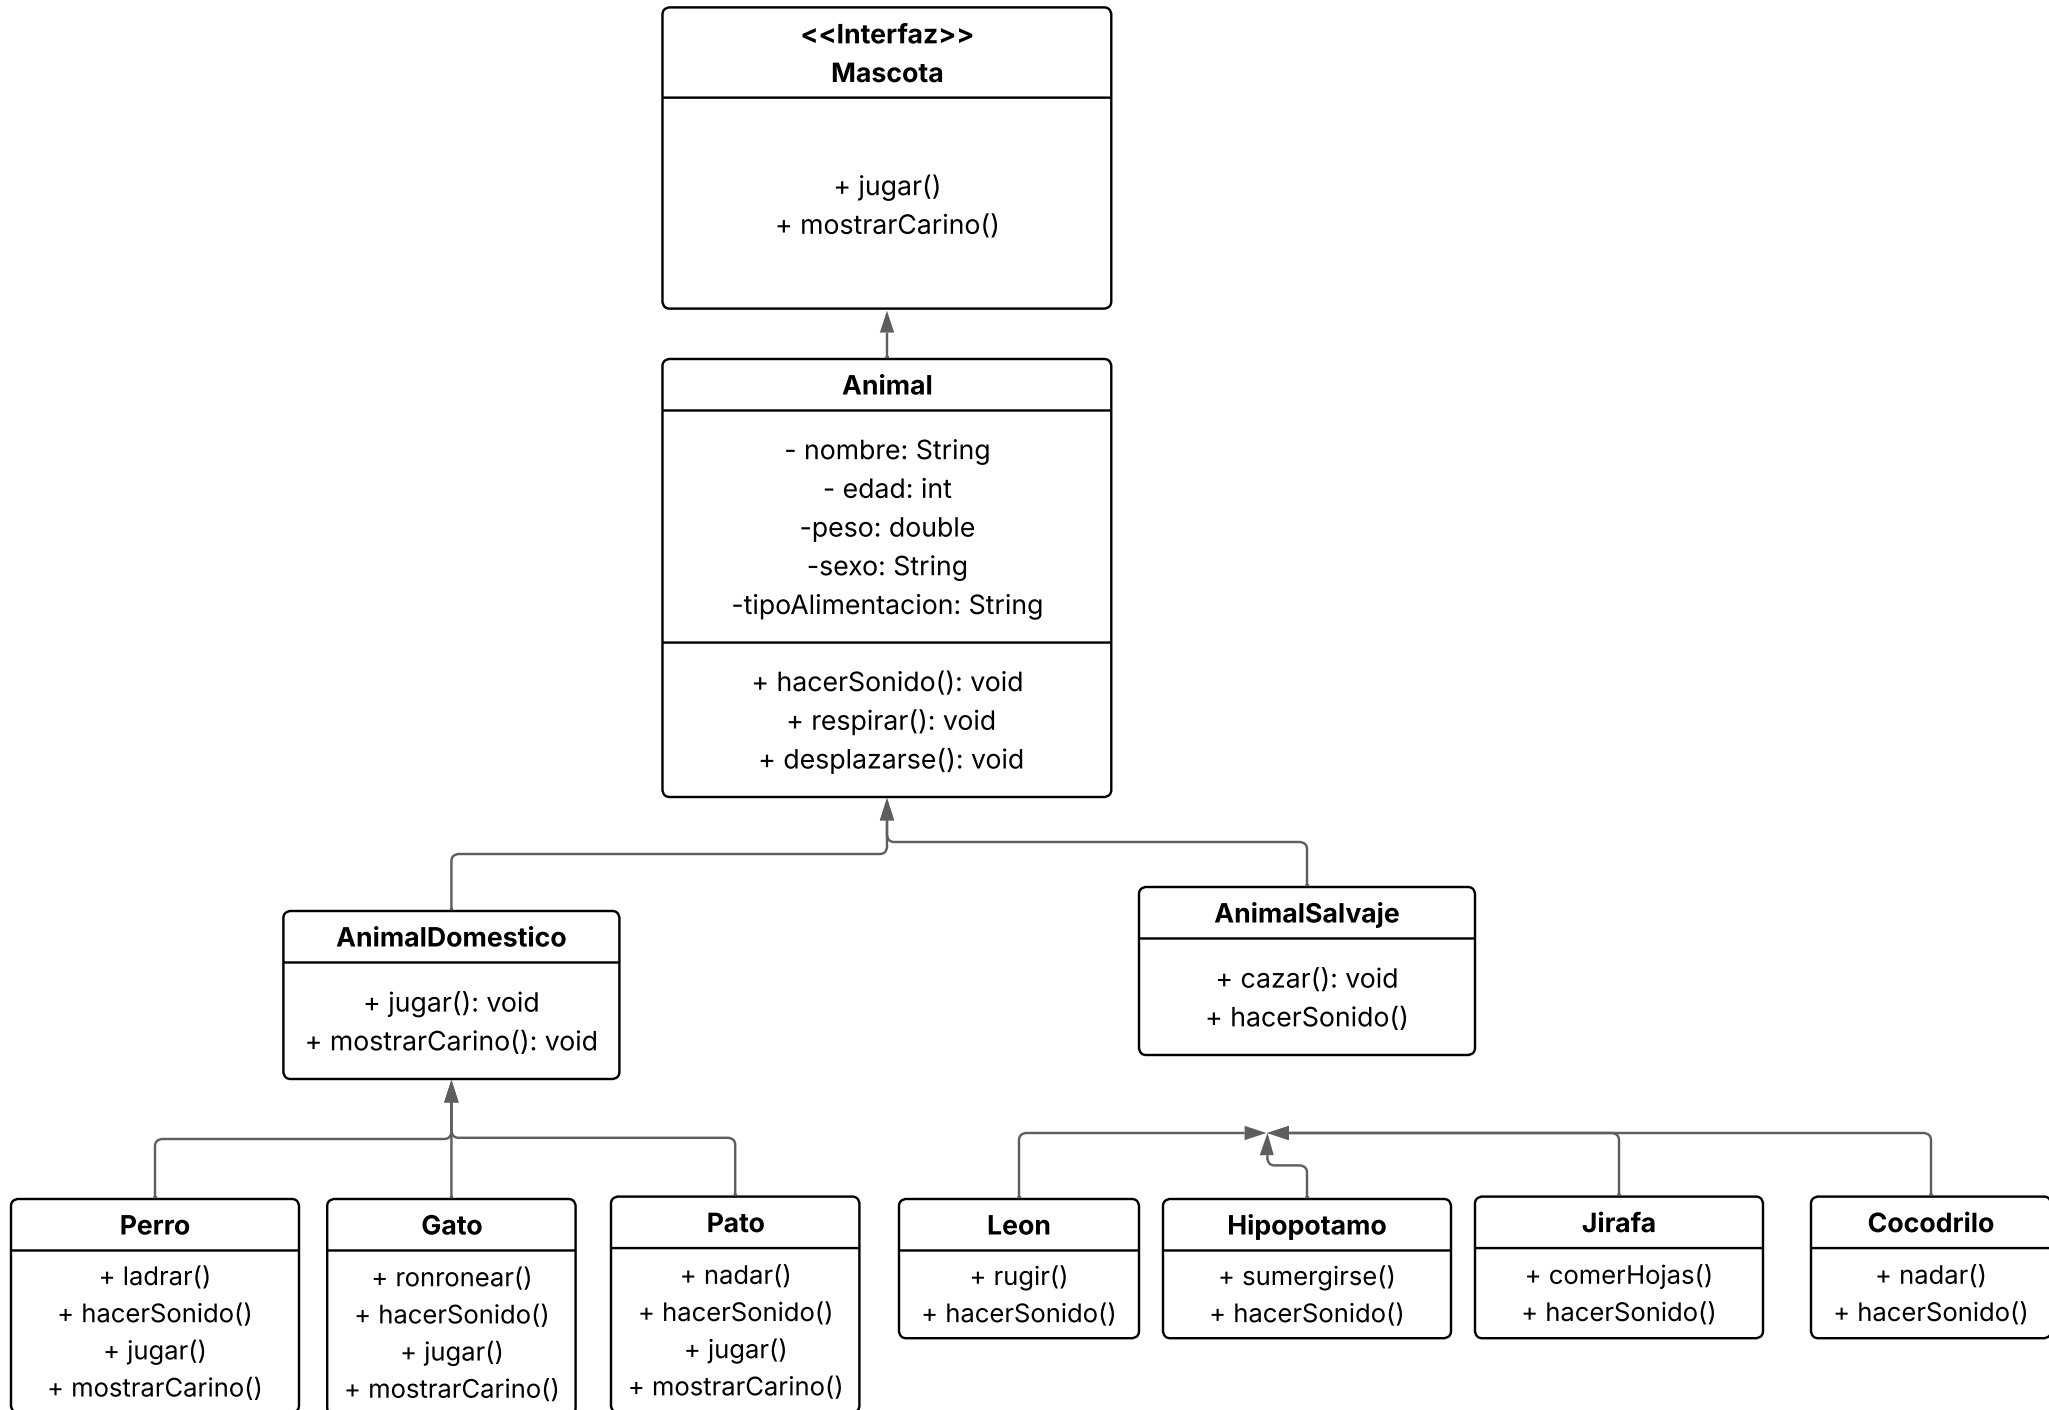 <<Interfaz>>
Mascota
+ jugar()
+ mostrarCarino()
Animal
- nombre: String
- edad: int
-peso: double
-sexo: String
-tipoAlimentacion: String
+ hacerSonido(): void
+ respirar(): void
+ desplazarse(): void
AnimalDomestico
+ jugar(): void
+ mostrarCarino(): void
AnimalSalvaje
+ cazar(): void
+ hacerSonido()
Perro
+ ladrar()
+ hacerSonido()
+ jugar()
+ mostrarCarino()
Gato
+ ronronear()
+ hacerSonido()
+ jugar()
+ mostrarCarino()
Pato
+ nadar()
+ hacerSonido()
+ jugar()
+ mostrarCarino()
Leon
+ rugir()
+ hacerSonido()
Hipopotamo
+ sumergirse()
+ hacerSonido()
Jirafa
+ comerHojas()
+ hacerSonido()
Cocodrilo
+ nadar()
+ hacerSonido()